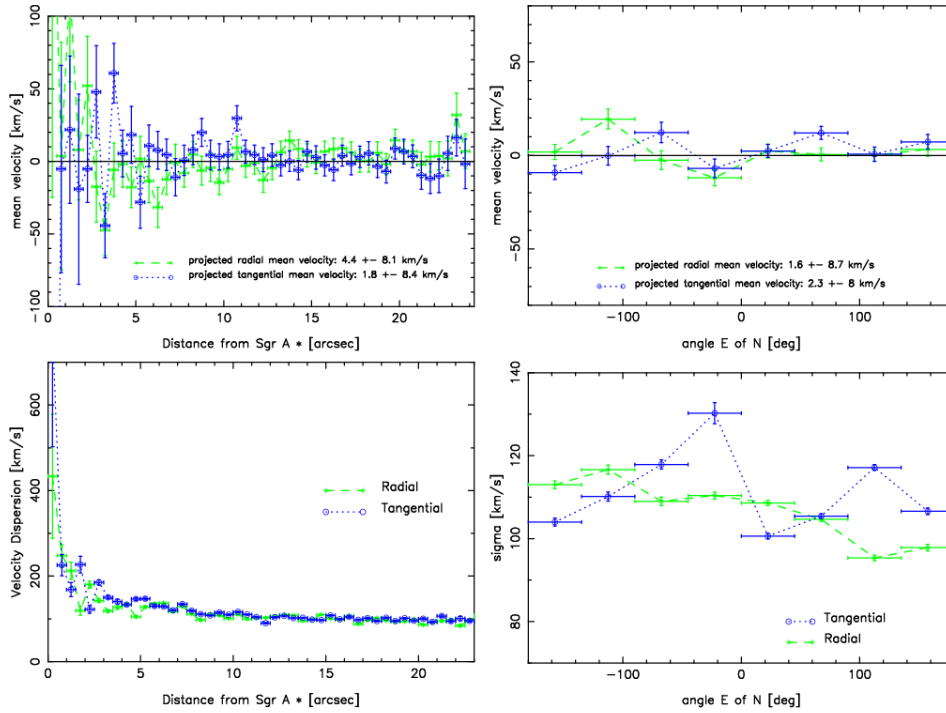 100
50
0
−50
−100
mean velocity [km/s]
projected radial mean velocity: 4.4 +− 8.1 km/s
projected tangential mean velocity: 1.8 +− 8.4 km/s
0
5
10
15
20
Distance from Sgr A * [arcsec]
50
0
−50
mean velocity [km/s]
projected radial mean velocity: 1.6 +− 8.7 km/s
projected tangential mean velocity: 2.3 +− 8 km/s
−100
0
100
angle E of N [deg]
600
400
200
0
Velocity Dispersion [km/s]
Radial
Tangential
0
5
10
15
20
Distance from Sgr A * [arcsec]
140
120
100
80
sigma [km/s]
Tangential
Radial
−100
0
100
angle E of N [deg]